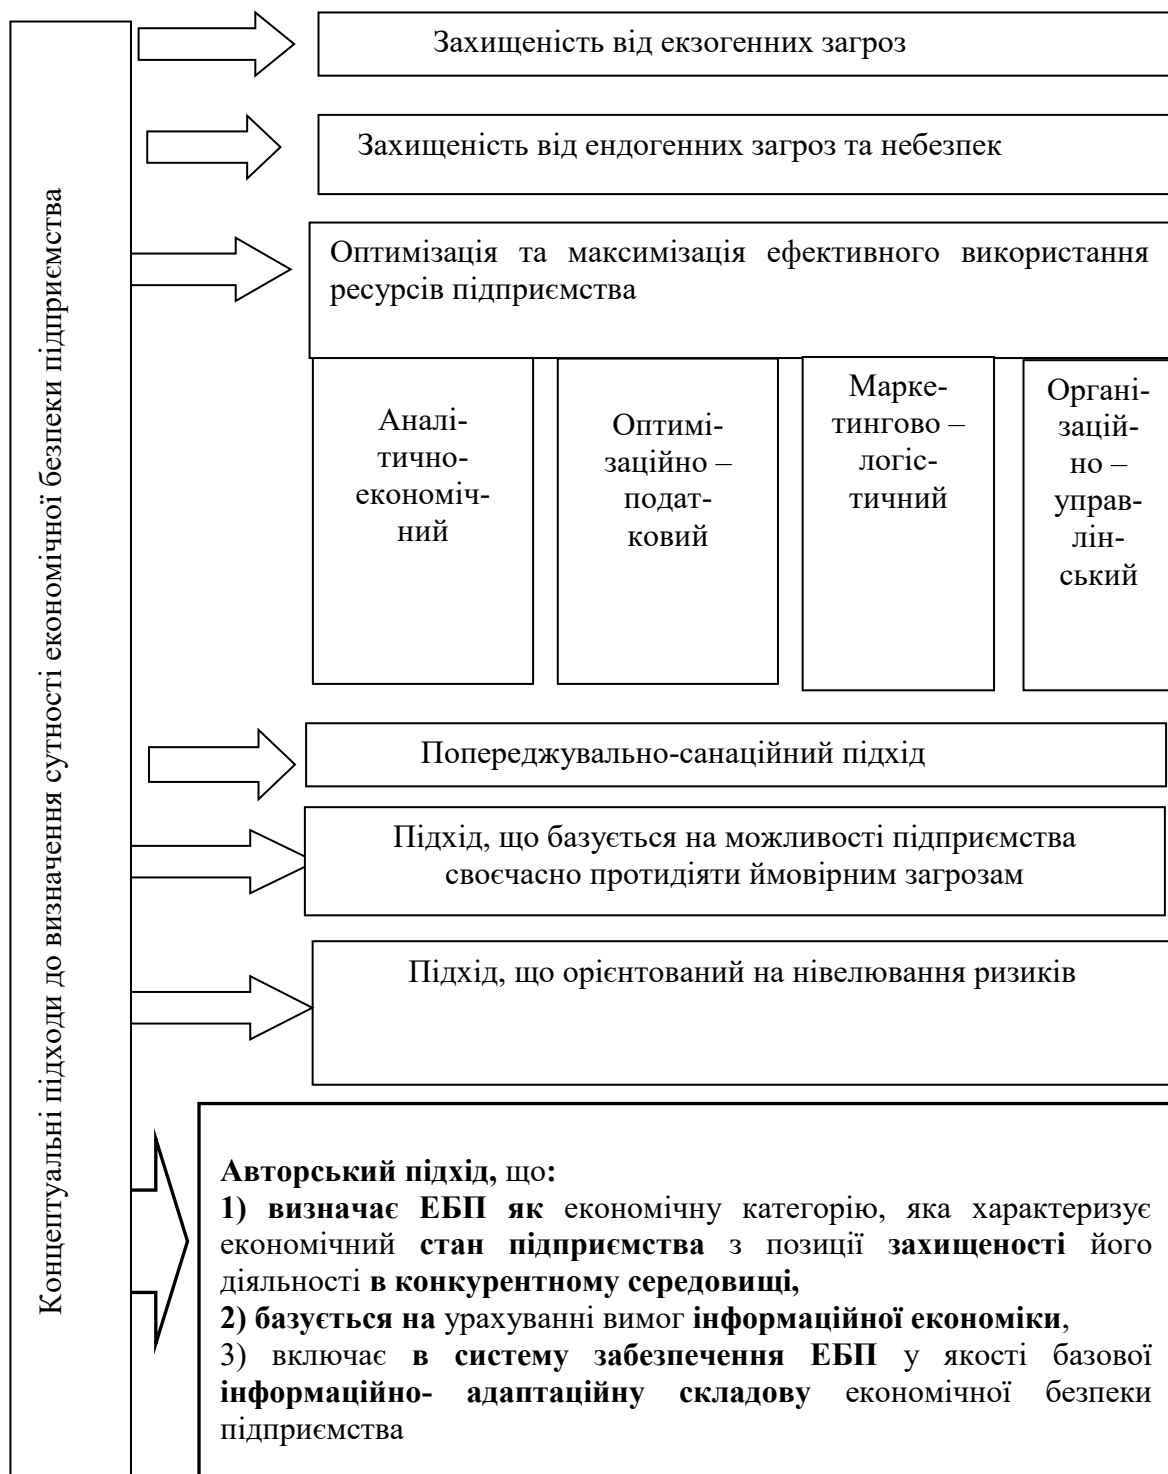 Концептуальні підходи до визначення сутності економічної безпеки підприємства
Захищеність від екзогенних загроз
Захищеність від ендогенних загроз та небезпек
Оптимізація та максимізація ефективного використання
ресурсів підприємства
Аналі-
тично-
економіч-
ний
Оптимі-
заційно –
подат-
ковий
Марке-
тингово –
логіс-
тичний
Органі-
зацій-
но –
управ-
лін-
ський
Попереджувально-санаційний підхід
Підхід, що базується на можливості підприємства
своєчасно протидіяти ймовірним загрозам
Підхід, що орієнтований на нівелювання ризиків
Авторський підхід, що:
1) визначає ЕБП як економічну категорію, яка характеризує
економічний стан підприємства з позиції захищеності його
діяльності в конкурентному середовищі,
2) базується на урахуванні вимог інформаційної економіки,
3) включає в систему забезпечення ЕБП у якості базової
інформаційно- адаптаційну складову економічної безпеки
підприємства